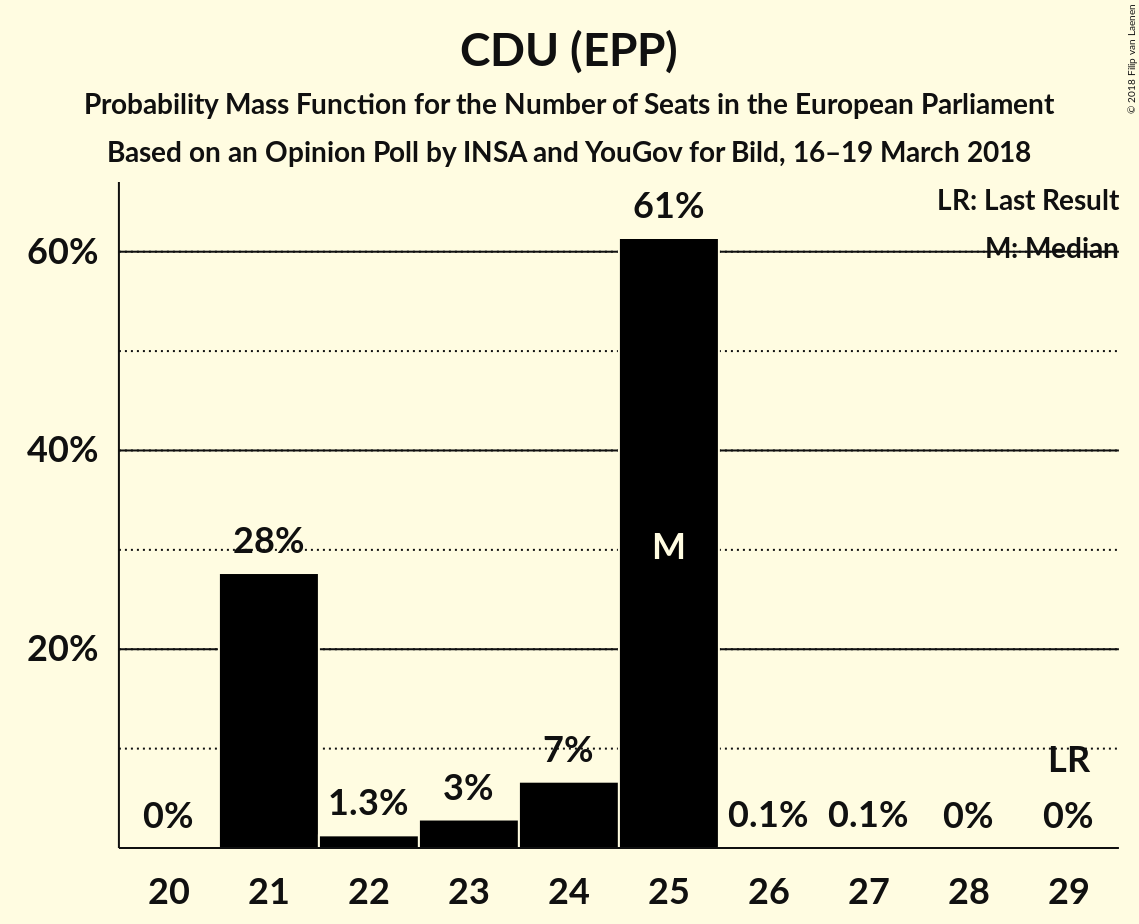 CDU (EPP)
Probability Mass Function for the Number of Seats in the European Parliament
Based on an Opinion Poll by INSA and YouGov for Bild, 16–19 March 2018
© 2018 Filip van Laenen
LR: Last Result
M: Median
60%
40%
20%
0%
28%
1.3%
3%
7%
61%
M
0.1%
0.1%
0%
LR
0%
20 21 22 23 24 25 26 27 28 29